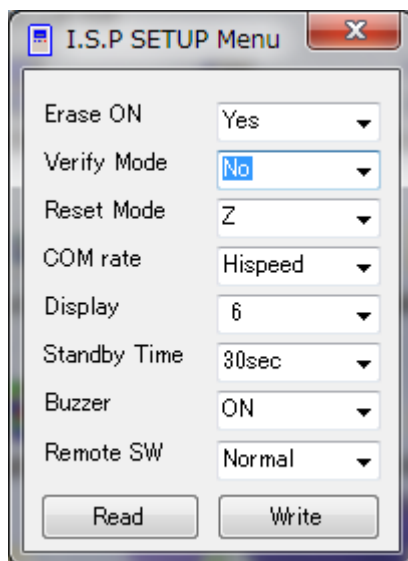 I.S.P SETUP Menu
Erase ON Yes
Verify Mode No
Reset Mode Z
COM rate Hispeed
Display 6
Standby Time 30sec
Buzzer ON
Remote SW Normal
Read Write